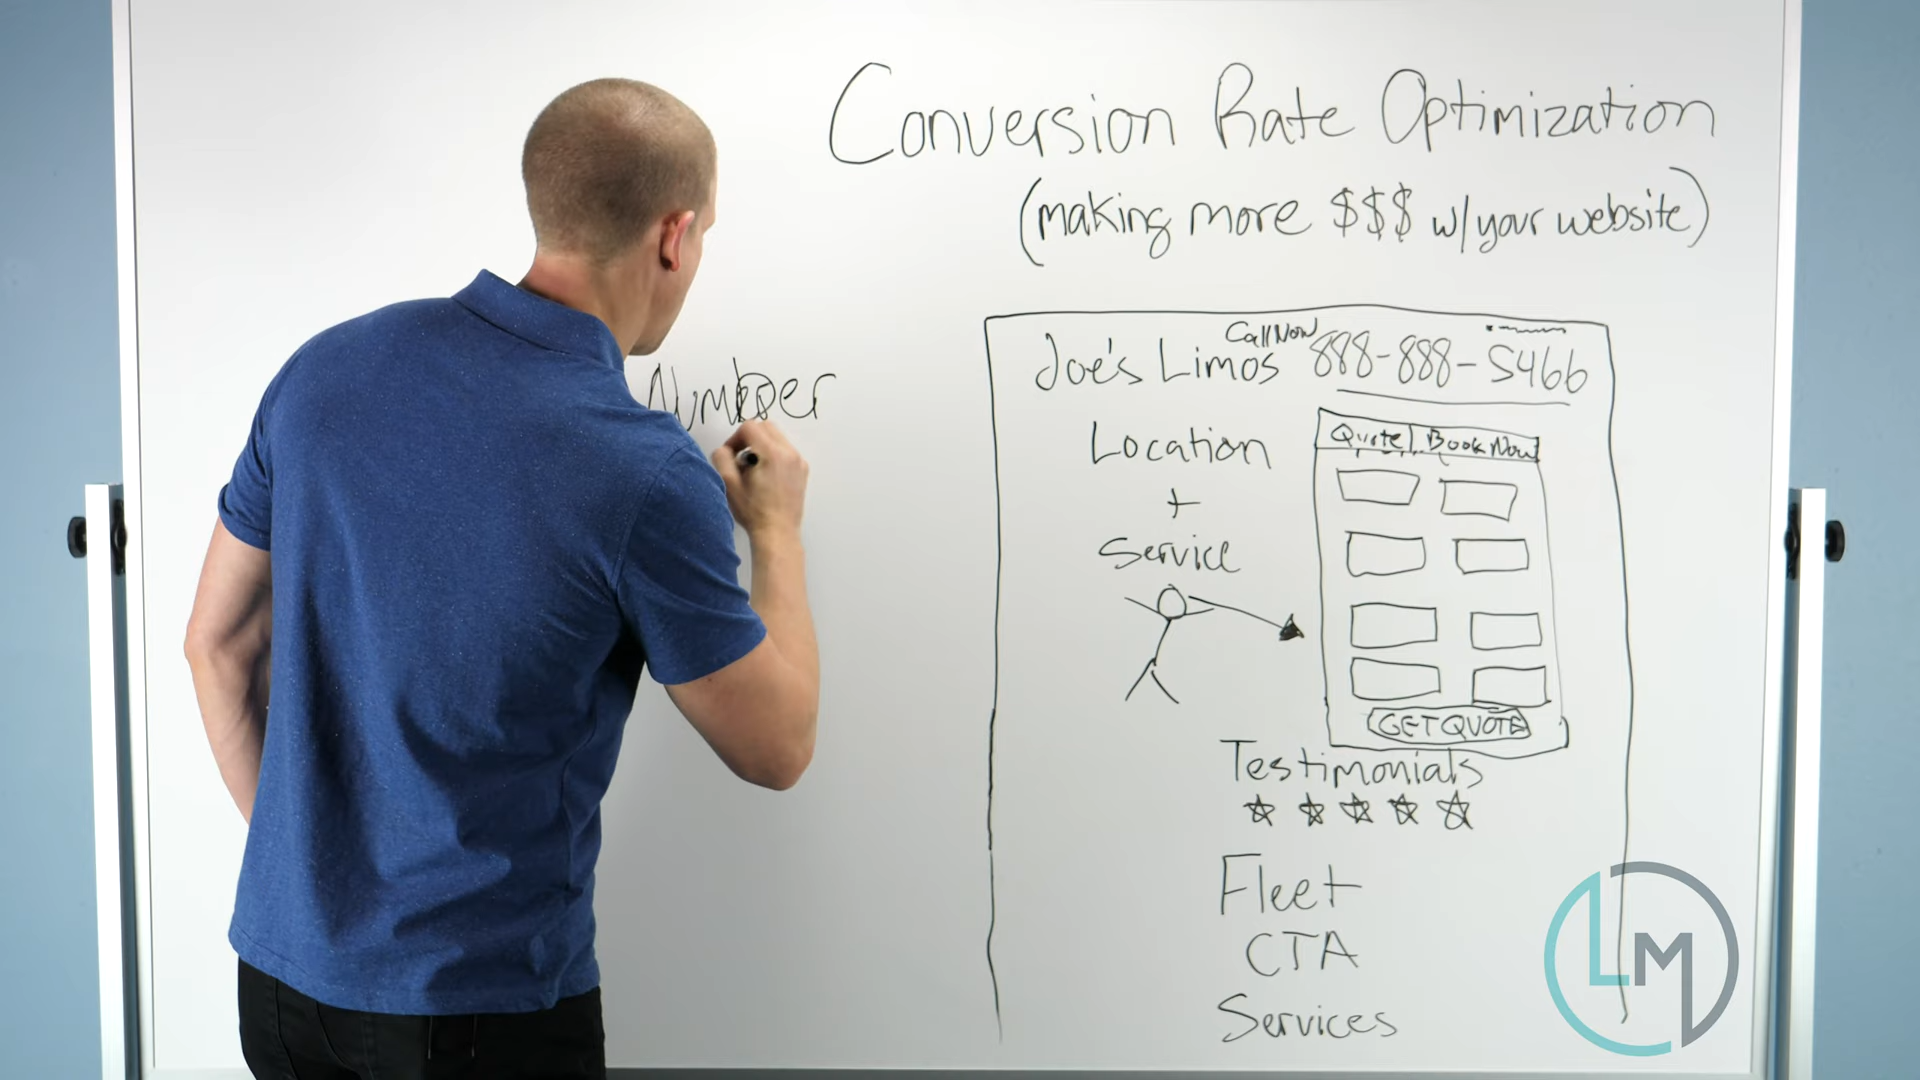 Conversion Rate Optimization
(making more $$$ w/your website)
Joe's Limos Call Now 888-888-5466
Number
Location
+
Service
Quote Book Now
GET QUOTE
Testimonials
Fleet
CTA
Services
LM